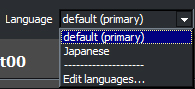 Language default (primary)
default (primary)
Japanese
--------------------
Edit languages...
t00